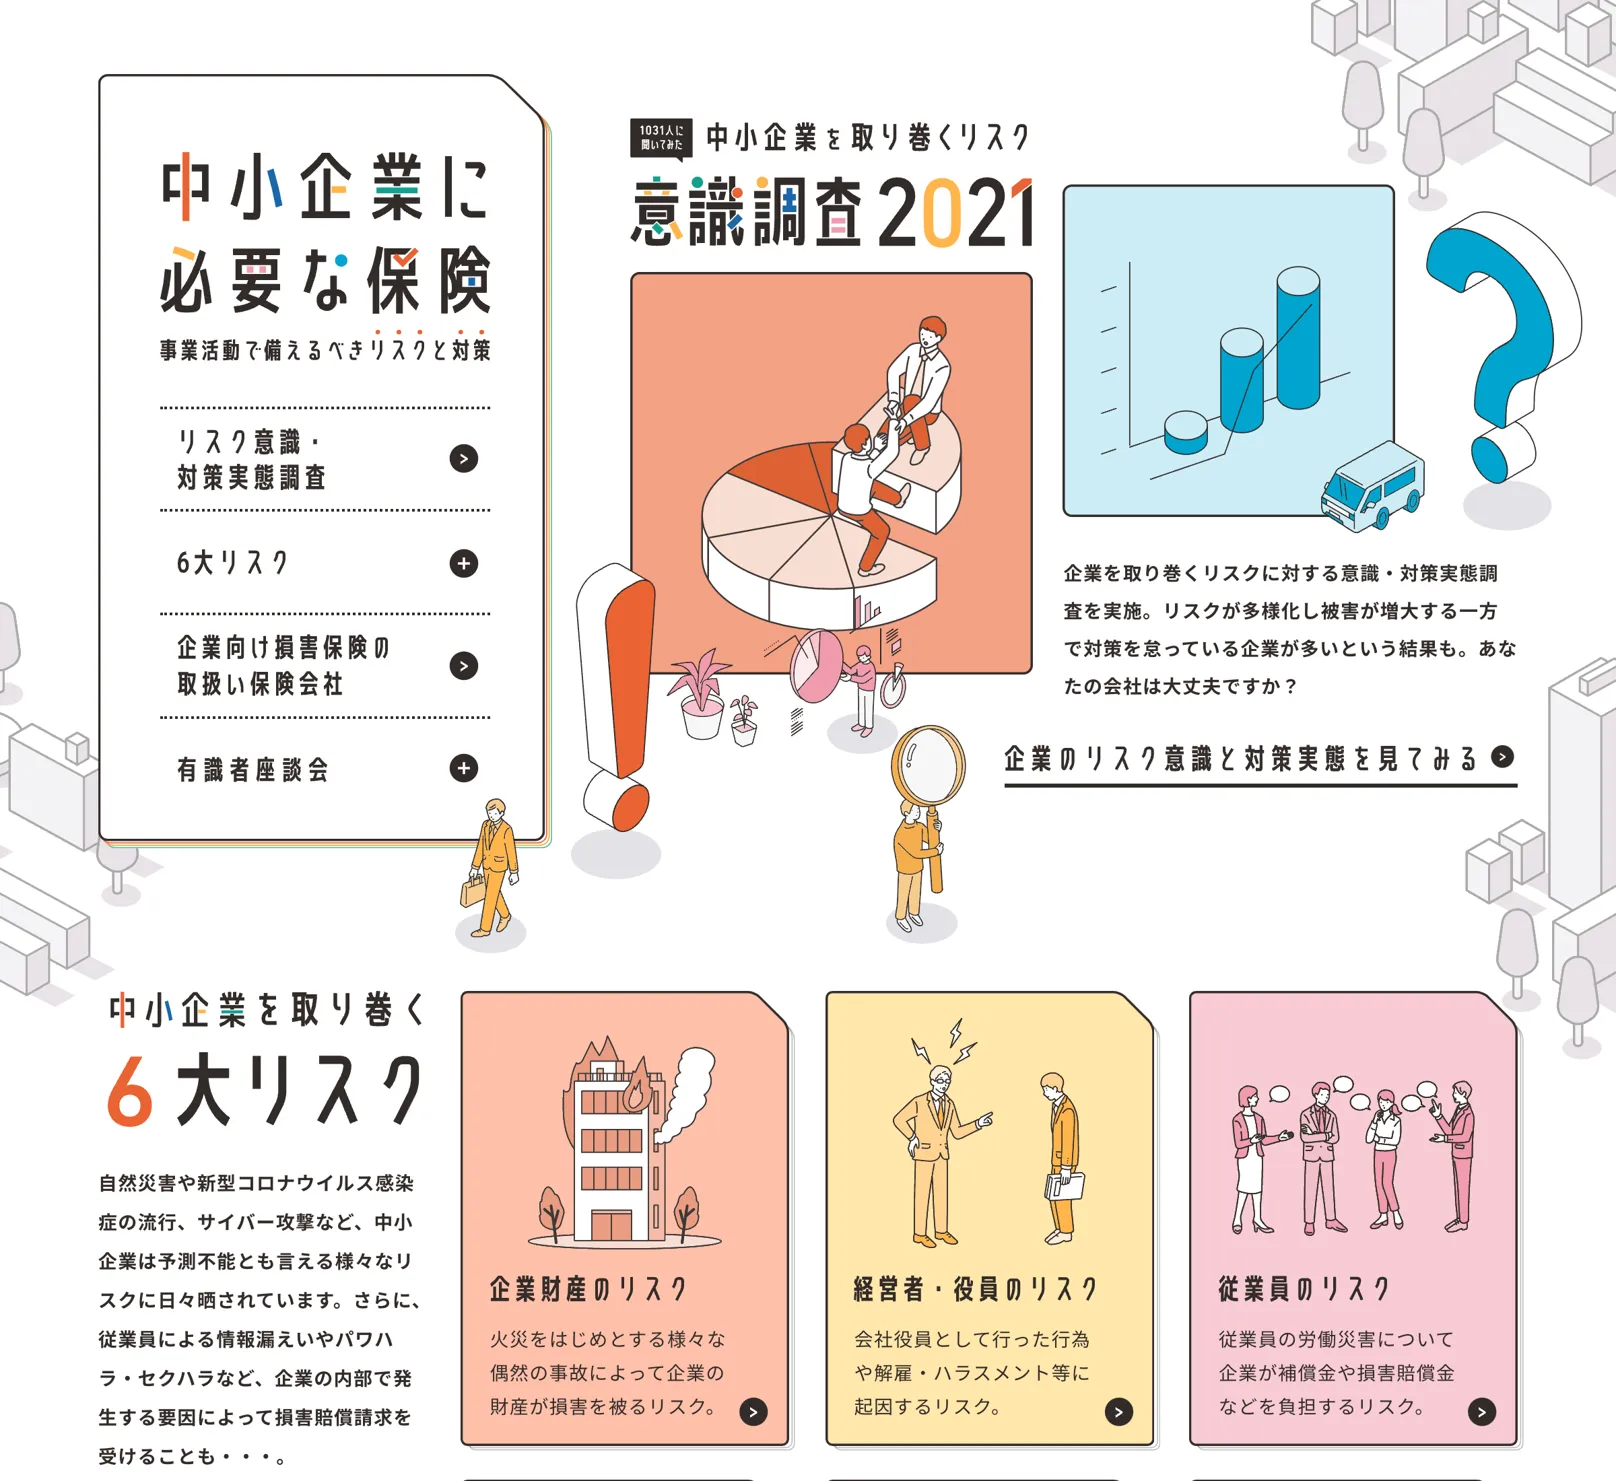 中小企業に
必要な保険
事業活動で備えるべきリスクと対策
リスク意識・
対策実態調査
6大リスク
企業向け損害保険の
取扱い保険会社
有識者座談会
1031人に
聞いてみた
中小企業を取り巻くリスク
意識調査2021
企業を取り巻くリスクに対する意識・対策実態調
査を実施。リスクが多様化し被害が増大する一方
で対策を怠っている企業が多いという結果も。あな
たの会社は大丈夫ですか？
企業のリスク意識と対策実態を見てみる
中小企業を取り巻く
6大リスク
自然災害や新型コロナウイルス感染
症の流行、サイバー攻撃など、中小
企業は予測不能とも言える様々なリ
スクに日々晒されています。さらに、
従業員による情報漏えいやパワハ
ラ・セクハラなど、企業の内部で発
生する要因によって損害賠償請求を
受けることも・・・。
企業財産のリスク
火災をはじめとする様々な
偶然の事故によって企業の
財産が損害を被るリスク。
経営者・役員のリスク
会社役員として行った行為
や解雇・ハラスメント等に
起因するリスク。
従業員のリスク
従業員の労働災害について
企業が補償金や損害賠償金
などを負担するリスク。